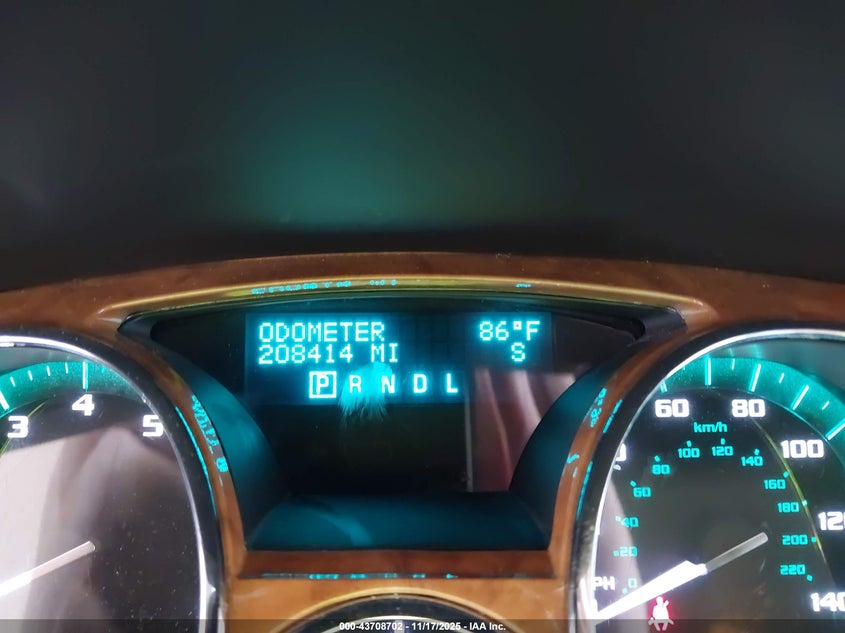 ODOMETER 86°F
208414 MI S
P R N D L
3 4 5
60 80 100 120 140
km/h
0 20 40 60 80 100 120 140 160 180 200 220
000-43708702 - 11/17/2025 - IAA Inc.